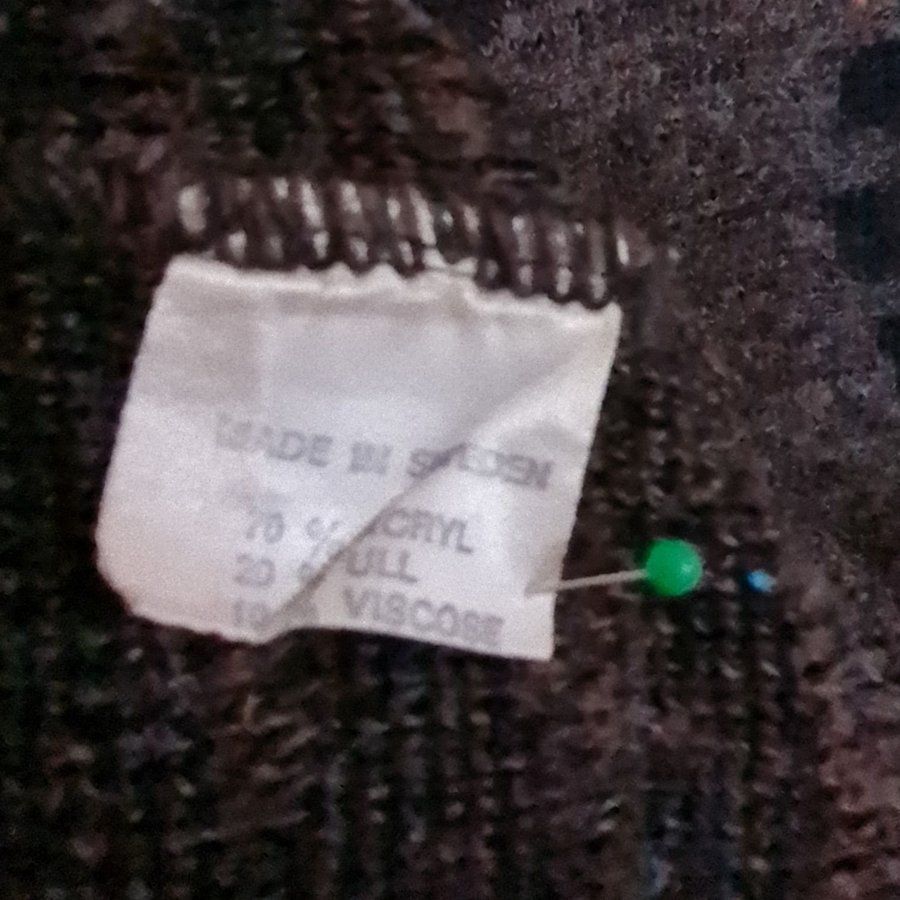 MADE IN SWEDEN
70 % ACRYL
20 % ULL
10 % VISCOSE